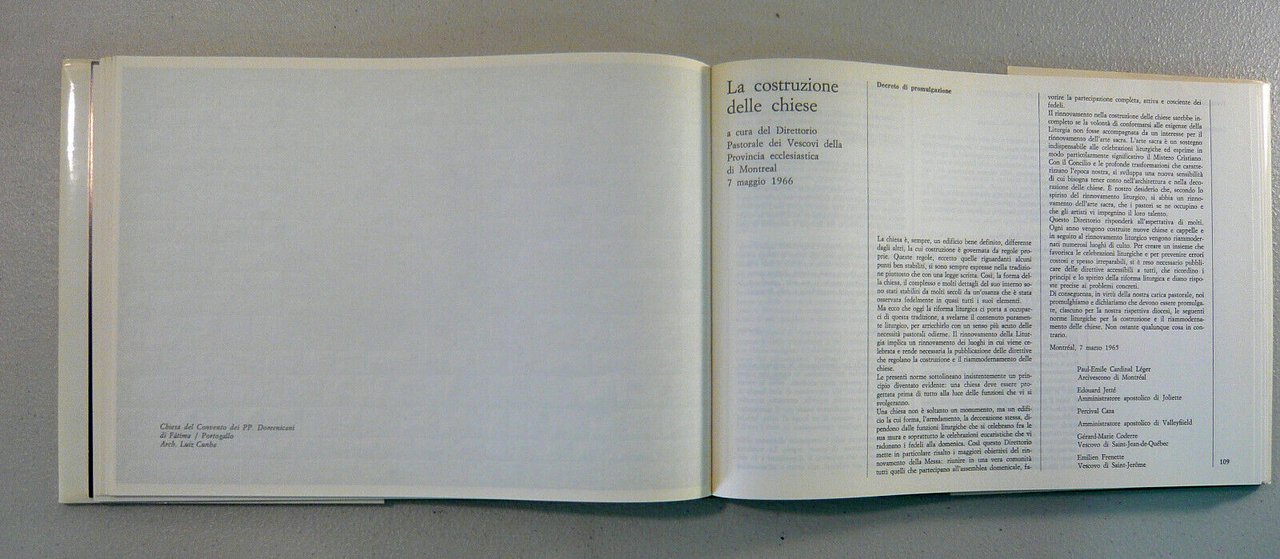 Chiesa del Convento dei PP. Domenicani
di Fátima / Portogallo
Arch. Luiz Cunha
La costruzione
delle chiese
a cura del Direttorio
Pastorale dei Vescovi della
Provincia ecclesiastica
di Montreal
7 maggio 1966
Decreto di promulgazione
La chiesa è, sempre, un edificio bene definito, differente
dagli altri, la cui costruzione è governata da regole pro-
prie. Queste regole, eccetto quelle riguardanti alcuni
punti ben stabiliti, si sono sempre espresse nella tradizio-
ne piuttosto che con una legge scritta. Così, la forma del-
la chiesa, il complesso e molti dettagli del suo interno so-
no stati stabiliti da molti secoli da un'usanza che è stata
osservata fedelmente in quasi tutti i suoi elementi.
Ma ecco che oggi la riforma liturgica ci porta a occupar-
ci di questa tradizione, a svelarne il contenuto puramen-
te liturgico, per arricchirlo con un senso più acuto delle
necessità pastorali odierne. Il rinnovamento della Litur-
gia implica un rinnovamento dei luoghi in cui viene ce-
lebrata e rende necessaria la pubblicazione delle direttive
che regolano la costruzione e il riammodernamento delle
chiese.
Le presenti norme sottolineano insistentemente un prin-
cipio diventato evidente: una chiesa deve essere pro-
gettata prima di tutto alla luce delle funzioni che vi si
svolgeranno.
Una chiesa non è soltanto un monumento, ma un edifi-
cio la cui forma, l'arredamento, la decorazione stessa, di-
pendono dalle funzioni liturgiche che si celebrano fra le
sua mura e soprattutto le celebrazioni eucaristiche che vi
radunano i fedeli alla domenica. Così questo Direttorio
mette in particolare risalto i maggiori obiettivi del rin-
novamento della Messa: riunire in una vera comunità
tutti quelli che partecipano all'assemblea domenicale, fa-
vorire la partecipazione completa, attiva e cosciente dei
fedeli.
Il rinnovamento nella costruzione delle chiese sarebbe in-
completo se la volontà di conformarsi alle esigenze della
Liturgia non fosse accompagnata da un interesse per il
rinnovamento dell'arte sacra. L'arte sacra è un sostegno
indispensabile alle celebrazioni liturgiche ed esprime in
modo particolarmente significativo il Mistero Cristiano.
Con il Concilio e le profonde trasformazioni che caratte-
rizzano l'epoca nostra, si sviluppa una nuova sensibilità
di cui bisogna tener conto nell'architettura e nella deco-
razione delle chiese. È nostro desiderio che, secondo lo
spirito del rinnovamento liturgico, si abbia un rinno-
vamento dell'arte sacra, che i pastori se ne occupino e
che gli artisti vi impegnino il loro talento.
Questo Direttorio risponderà all'aspettativa di molti.
Ogni anno vengono costruite nuove chiese e cappelle e
in seguito al rinnovamento liturgico vengono riammoder-
nati numerosi luoghi di culto. Per creare un insieme che
favorisca le celebrazioni liturgiche e per prevenire errori
costosi e spesso irreparabili, si è reso necessario pubbli-
care delle direttive accessibili a tutti, che ricordino i
principi e lo spirito della riforma liturgica e diano rispo-
ste precise ai problemi concreti.
Di conseguenza, in virtù della nostra carica pastorale, noi
promulghiamo e dichiariamo che devono essere promulga-
te, ciascuno per la nostra rispettiva diocesi, le seguenti
norme liturgiche per la costruzione e il riammoderna-
mento delle chiese. Non ostante qualunque cosa in con-
trario.
Montréal, 7 marzo 1965
Paul-Emile Cardinal Léger
Arcivescono di Montréal
Edouard Jetté
Amministratore apostolico di Joliette
Percival Caza
Amministratore apostolico di Valleyfield
Gérard-Marie Coderre
Vescovo di Saint-Jean-de-Québec
Emilien Frenette
Vescovo di Saint-Jerôme
109